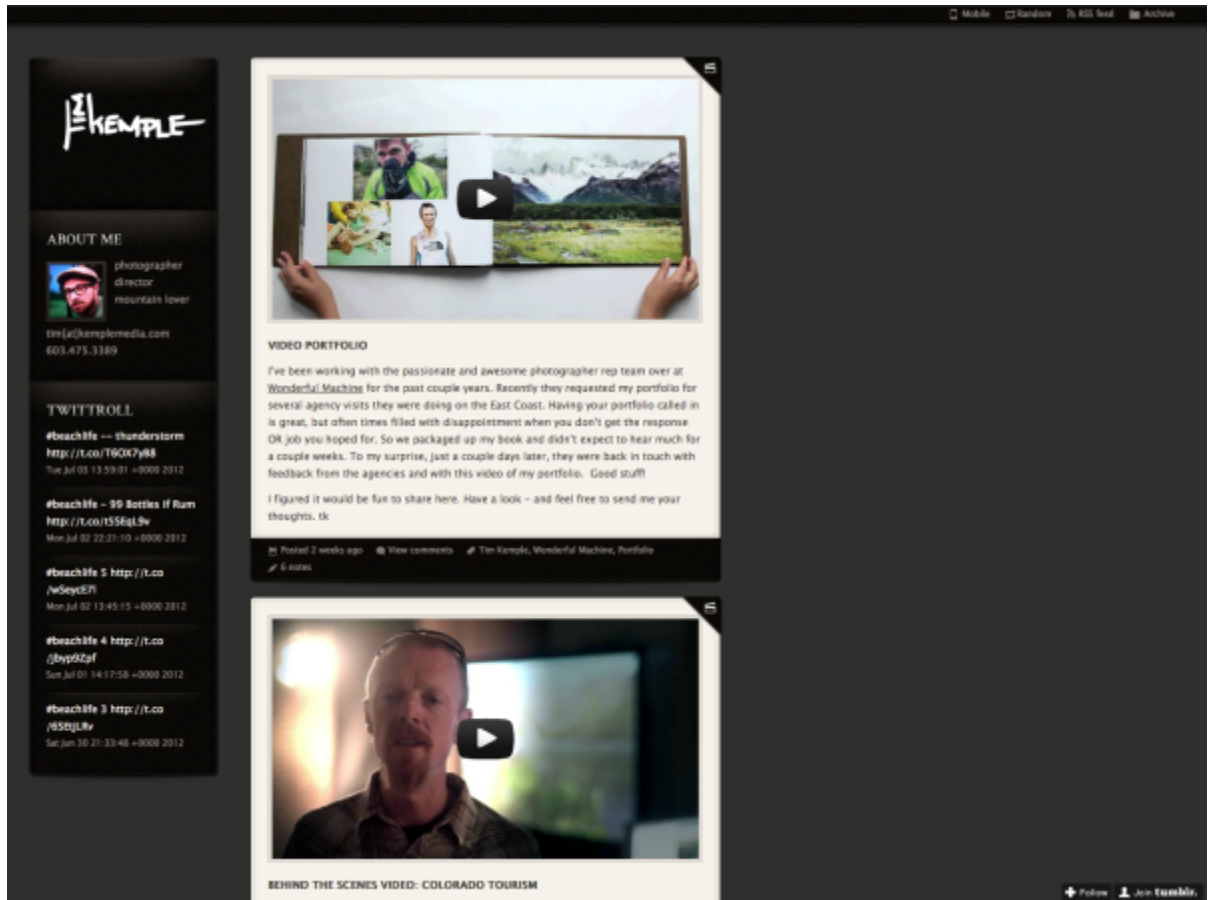 Mobile Random RSS feed Archive
TIM KEMPLE
ABOUT ME
photographer
director
mountain lover
tim[at]kemplemedia.com
603.475.3389
TWITTROLL
#beachlife -- thunderstorm
Tue Jul 03 13:59:01 +0000 2012
#beachlife - 99 Bottles If Rum
Mon Jul 02 22:21:10 +0000 2012
#beachlife 5 http://t.co
Mon Jul 02 13:45:15 +0000 2012
#beachlife 4 http://t.co
/jbyp9Zpf
Sun Jul 01 14:17:58 +0000 2012
#beachlife 3 http://t.co
Sat Jun 30 21:33:48 +0000 2012
VIDEO PORTFOLIO
I've been working with the passionate and awesome photographer rep team over at
Wonderful Machine for the past couple years. Recently they requested my portfolio for
several agency visits they were doing on the East Coast. Having your portfolio called in
is great, but often times filled with disappointment when you don't get the response
OR job you hoped for. So we packaged up my book and didn't expect to hear much for
a couple weeks. To my surprise, just a couple days later, they were back in touch with
feedback from the agencies and with this video of my portfolio. Good stuff!
I figured it would be fun to share here. Have a look - and feel free to send me your
thoughts. tk
Posted 2 weeks ago View comments Tim Kemple, Wonderful Machine, Portfolio
6 notes
BEHIND THE SCENES VIDEO: COLORADO TOURISM
Follow Join tumblr.